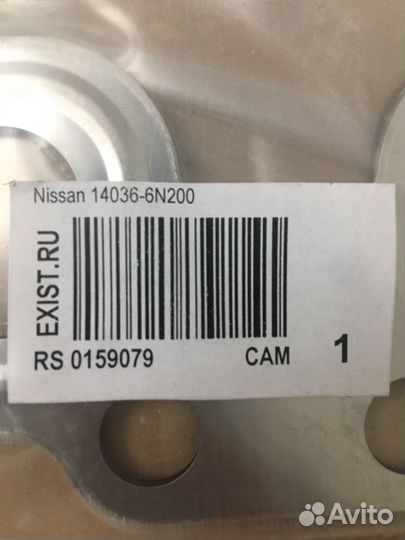 Nissan 14036-6N200
EXIST.RU
RS 0159079 CAM 1
Avito